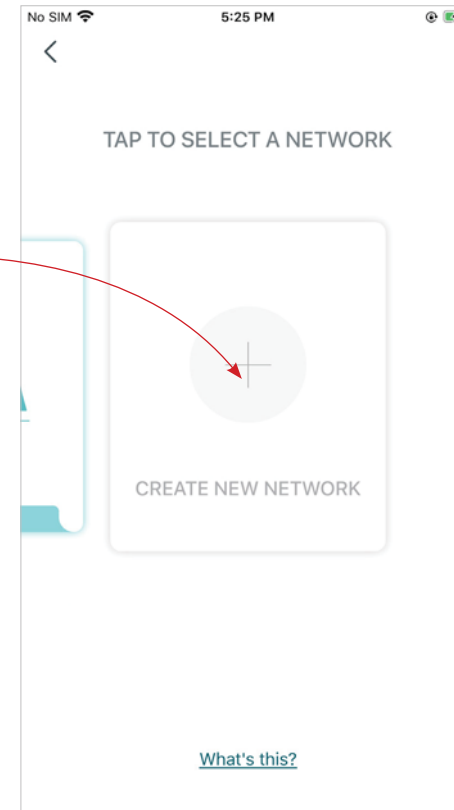 No SIM 5:25 PM
TAP TO SELECT A NETWORK
CREATE NEW NETWORK
What's this?